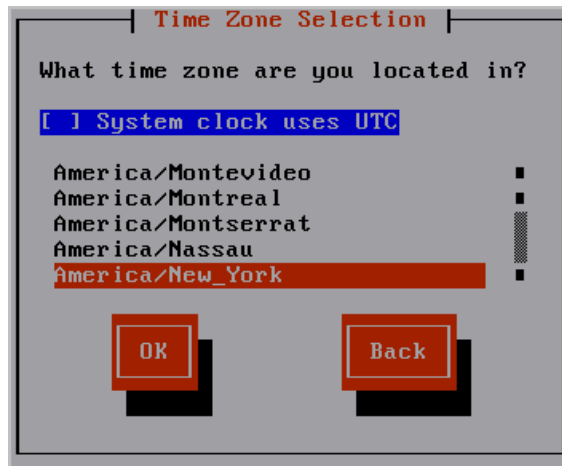 Time Zone Selection
What time zone are you located in?
[ ] System clock uses UTC
America/Montevideo
America/Montreal
America/Montserrat
America/Nassau
America/New_York
OK Back